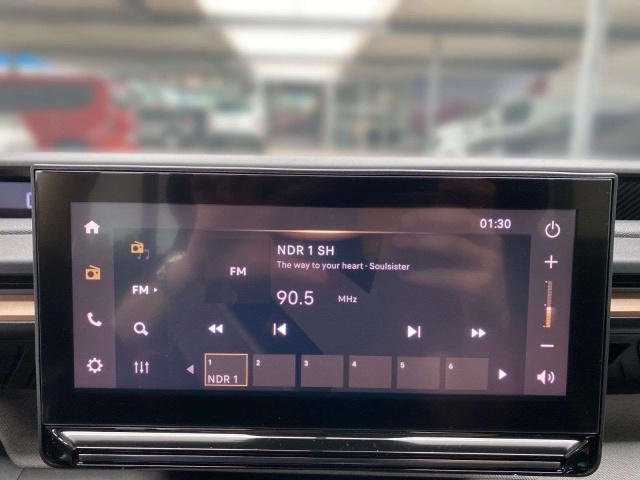 01:30
NDR 1 SH
The way to your heart · Soulsister
FM
FM
90.5 MHz
1 2 3 4 5 6
NDR 1